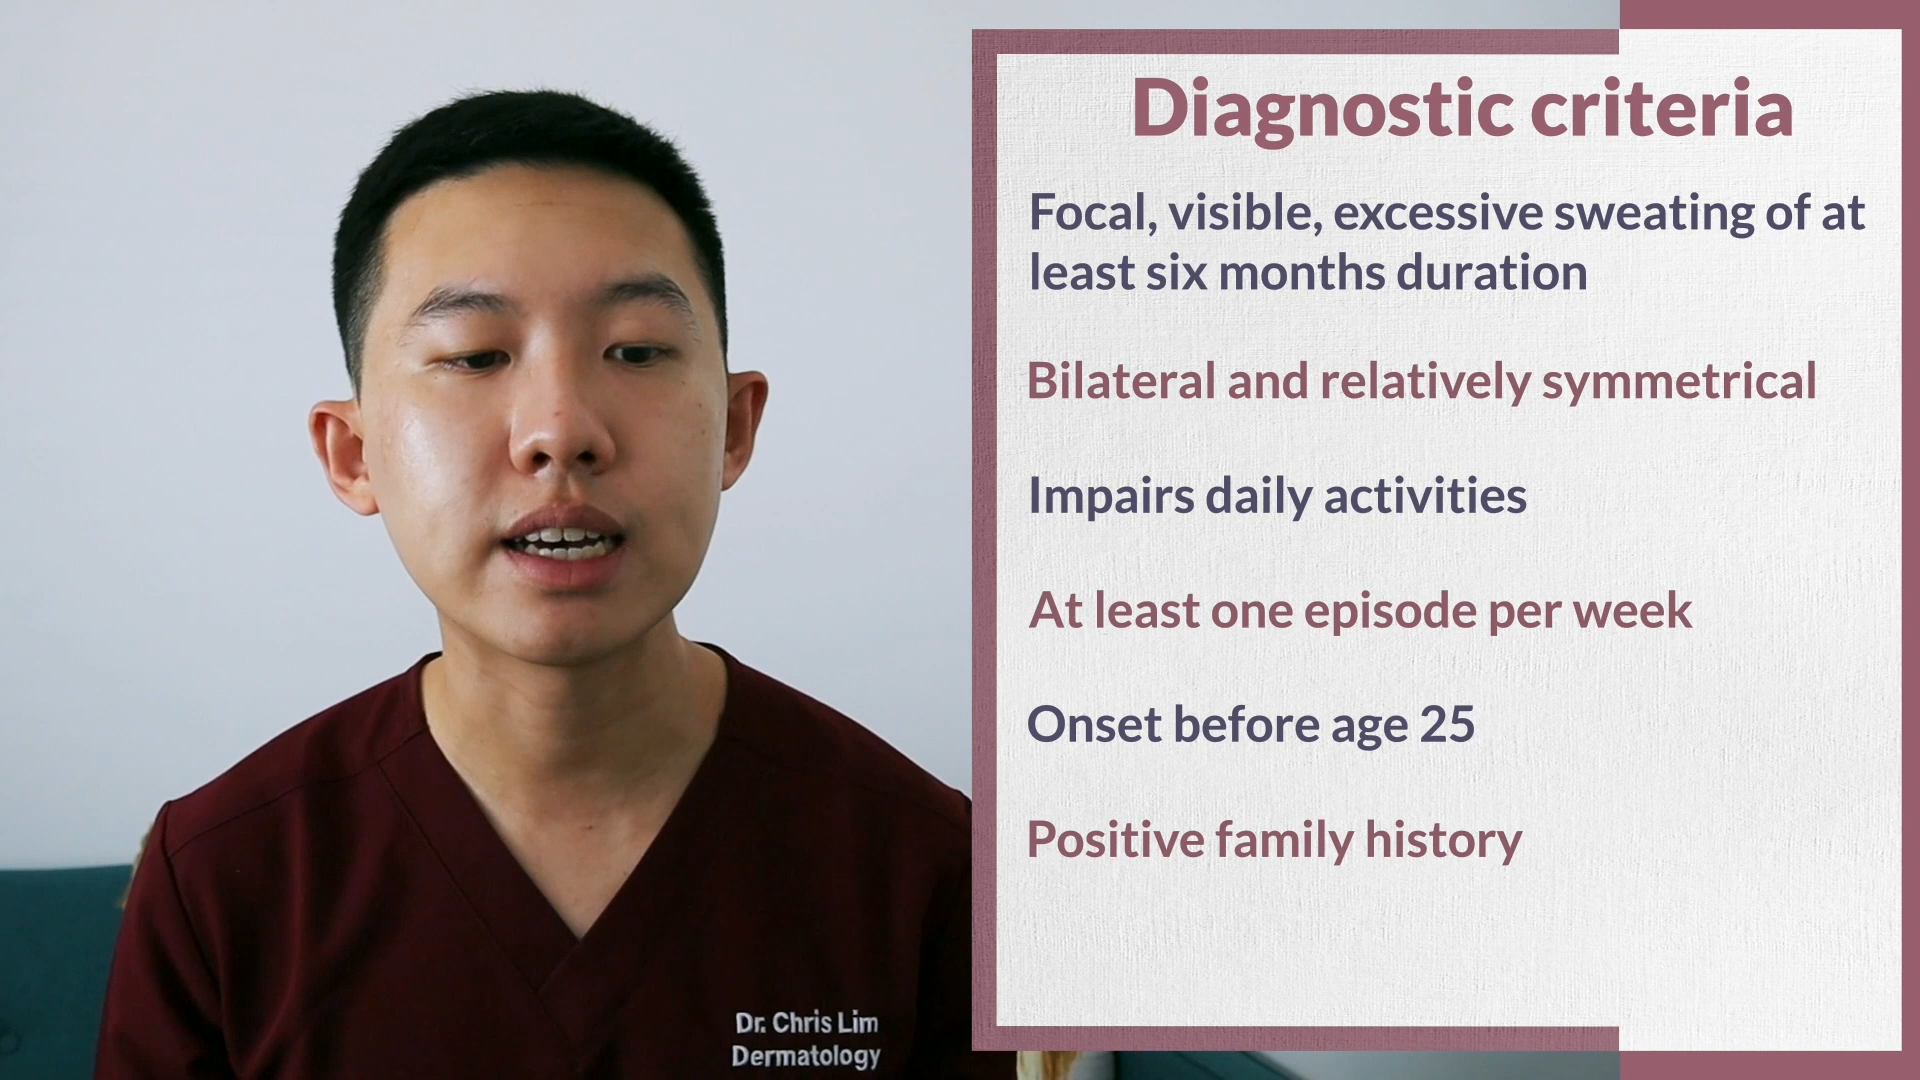 Diagnostic criteria
Focal, visible, excessive sweating of at
least six months duration
Bilateral and relatively symmetrical
Impairs daily activities
At least one episode per week
Onset before age 25
Positive family history
Dr. Chris Lim
Dermatology